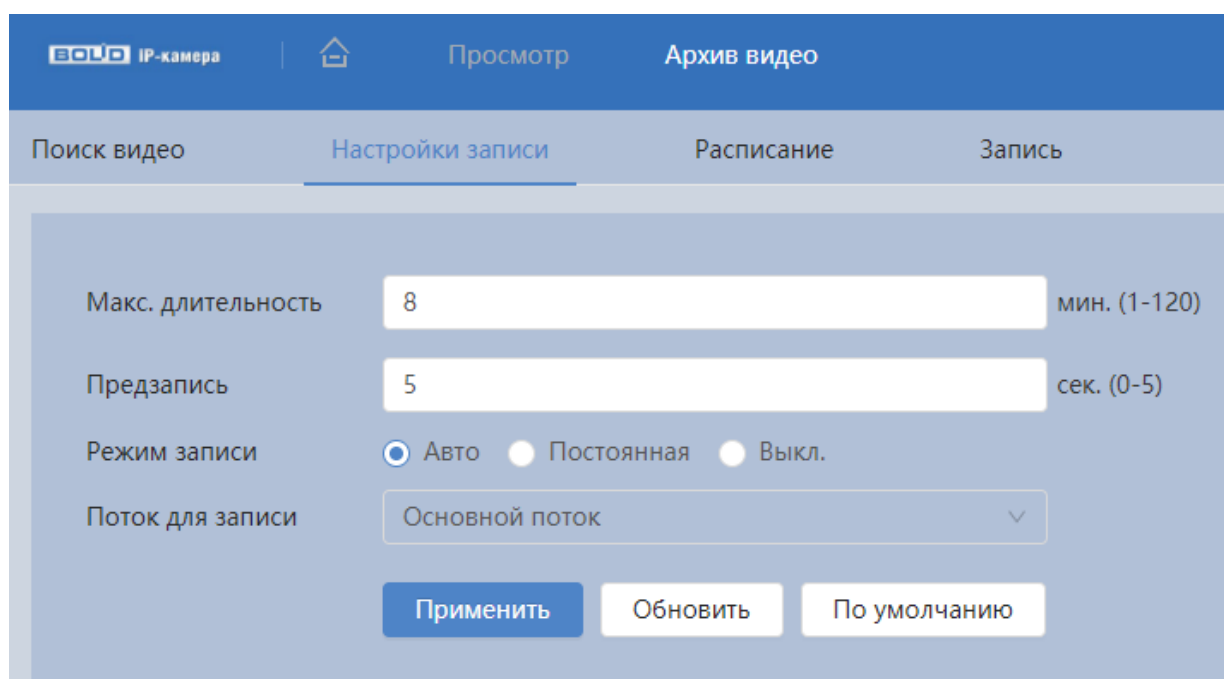 BOLID IP-камера Просмотр Архив видео
Поиск видео Настройки записи Расписание Запись
Макс. длительность 8 мин. (1-120)
Предзапись 5 сек. (0-5)
Режим записи Авто Постоянная Выкл.
Поток для записи Основной поток
Применить Обновить По умолчанию